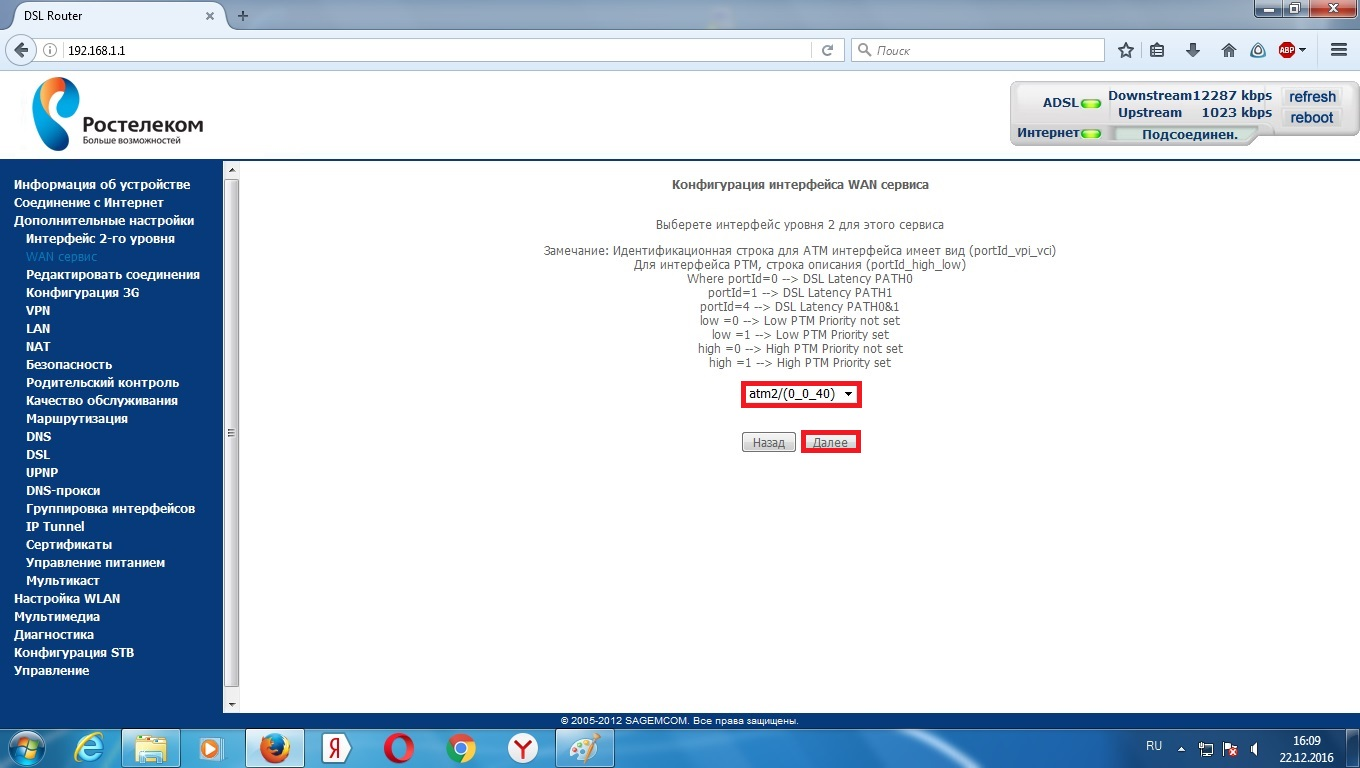 DSL Router
192.168.1.1
Поиск
ABP
Ростелеком
Больше возможностей
ADSL
Downstream 12287 kbps
Upstream 1023 kbps
refresh
reboot
Интернет
Подсоединен.
Информация об устройстве
Соединение с Интернет
Дополнительные настройки
Интерфейс 2-го уровня
WAN сервис
Редактировать соединения
Конфигурация 3G
VPN
LAN
NAT
Безопасность
Родительский контроль
Качество обслуживания
Маршрутизация
DNS
DSL
UPNP
DNS-прокси
Группировка интерфейсов
IP Tunnel
Сертификаты
Управление питанием
Мультикаст
Настройка WLAN
Мультимедиа
Диагностика
Конфигурация STB
Управление
Конфигурация интерфейса WAN сервиса
Выберете интерфейс уровня 2 для этого сервиса
Замечание: Идентификационная строка для ATM интерфейса имеет вид (portId_vpi_vci)
Для интерфейса PTM, строка описания (portId_high_low)
Where portId=0 --> DSL Latency PATH0
portId=1 --> DSL Latency PATH1
portId=4 --> DSL Latency PATH0&1
low =0 --> Low PTM Priority not set
low =1 --> Low PTM Priority set
high =0 --> High PTM Priority not set
high =1 --> High PTM Priority set
atm2/(0_0_40)
Назад
Далее
© 2005-2012 SAGEMCOM. Все права защищены.
Я
Y
RU
16:09
22.12.2016